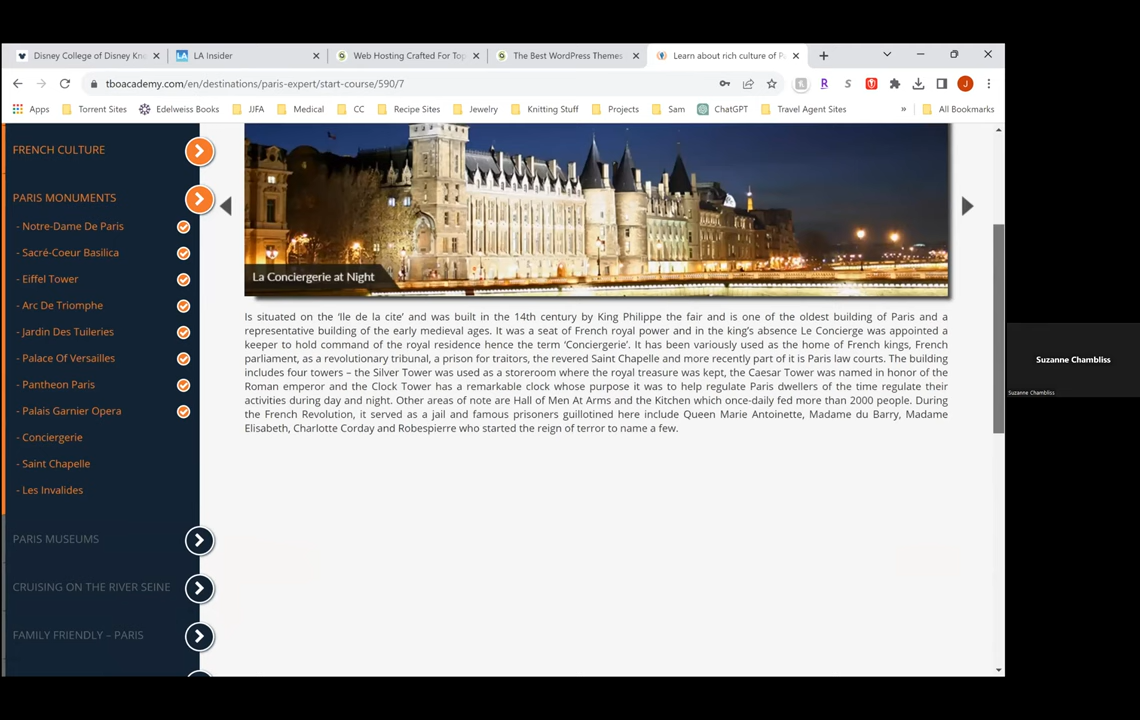 Disney College of Disney Kn
LA Insider
Web Hosting Crafted For Top
The Best WordPress Themes
Learn about rich culture of P
tboacademy.com/en/destinations/paris-expert/start-course/590/7
Apps Torrent Sites Edelweiss Books JJFA Medical CC Recipe Sites Jewelry Knitting Stuff Projects Sam ChatGPT Travel Agent Sites » All Bookmarks
FRENCH CULTURE
PARIS MONUMENTS
- Notre-Dame De Paris
- Sacré-Coeur Basilica
- Eiffel Tower
- Arc De Triomphe
- Jardin Des Tuileries
- Palace Of Versailles
- Pantheon Paris
- Palais Garnier Opera
- Conciergerie
- Saint Chapelle
- Les Invalides
PARIS MUSEUMS
CRUISING ON THE RIVER SEINE
FAMILY FRIENDLY – PARIS
La Conciergerie at Night
Is situated on the ‘Ile de la cite’ and was built in the 14th century by King Philippe the fair and is one of the oldest building of Paris and a
representative building of the early medieval ages. It was a seat of French royal power and in the king’s absence Le Concierge was appointed a
keeper to hold command of the royal residence hence the term ‘Conciergerie’. It has been variously used as the home of French kings, French
parliament, as a revolutionary tribunal, a prison for traitors, the revered Saint Chapelle and more recently part of it is Paris law courts. The building
includes four towers – the Silver Tower was used as a storeroom where the royal treasure was kept, the Caesar Tower was named in honor of the
Roman emperor and the Clock Tower has a remarkable clock whose purpose it was to help regulate Paris dwellers of the time regulate their
activities during day and night. Other areas of note are Hall of Men At Arms and the Kitchen which once-daily fed more than 2000 people. During
the French Revolution, it served as a jail and famous prisoners guillotined here include Queen Marie Antoinette, Madame du Barry, Madame
Elisabeth, Charlotte Corday and Robespierre who started the reign of terror to name a few.
Suzanne Chambliss
Suzanne Chambliss